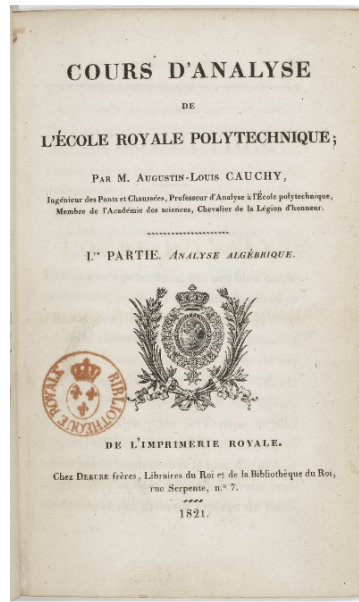 COURS D'ANALYSE
DE
L'ÉCOLE ROYALE POLYTECHNIQUE;
PAR M. AUGUSTIN-LOUIS CAUCHY,
Ingénieur des Ponts et Chaussées, Professeur d'Analyse à l'École polytechnique,
Membre de l'Académie des sciences, Chevalier de la Légion d'honneur.
I.re PARTIE. ANALYSE ALGÉBRIQUE.
BIBLIOTHEQUE ROYALE
DE L'IMPRIMERIE ROYALE.
Chez DEBURE frères, Libraires du Roi et de la Bibliothèque du Roi,
rue Serpente, n.° 7.
1821.